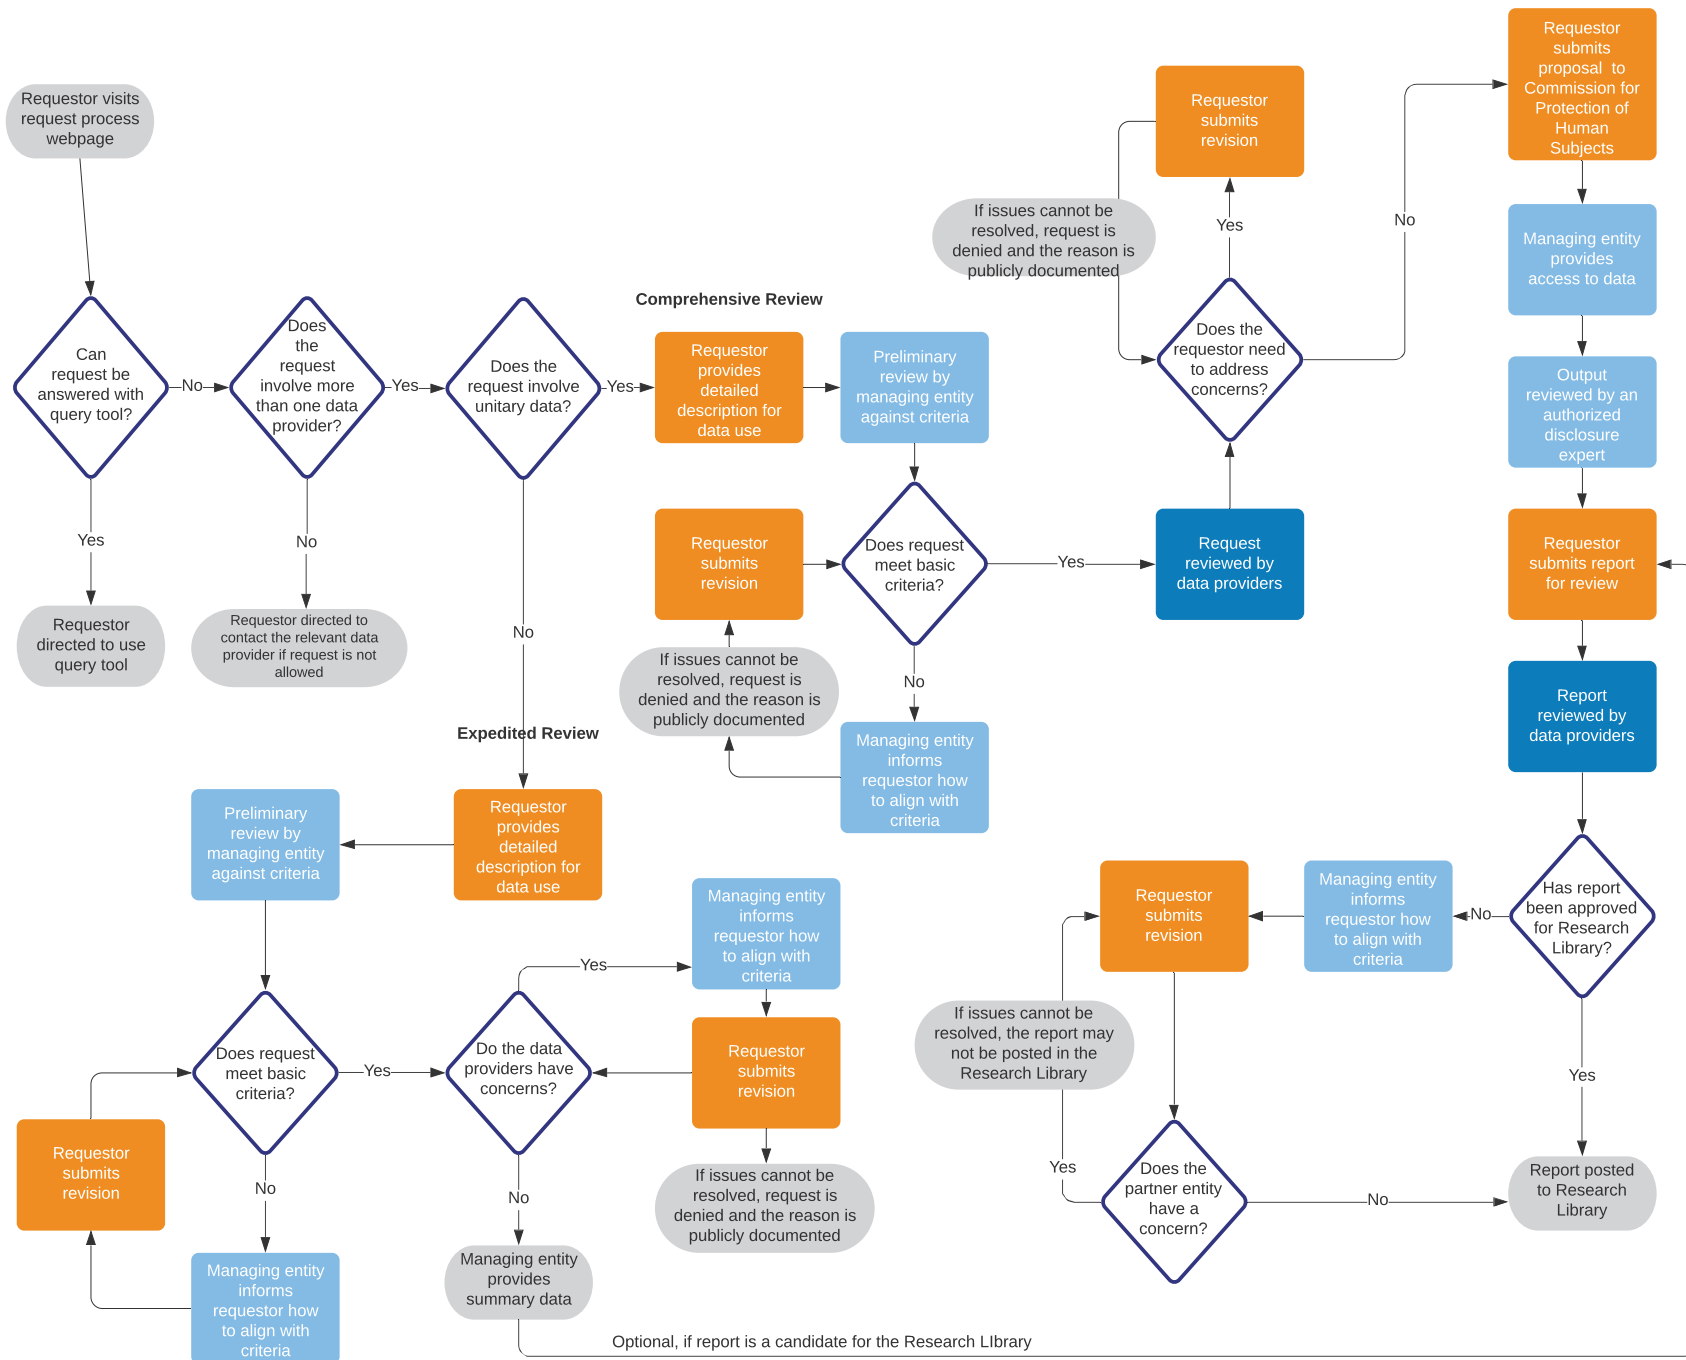 Requestor visits
request process
webpage
Can
request be
answered with
query tool?
No
Yes
Requestor
directed to use
query tool
Does
the
request
involve more
than one data
provider?
Yes
No
Requestor directed to
contact the relevant data
provider if request is not
allowed
Does the
request involve
unitary data?
Yes
No
Comprehensive Review
Requestor
provides
detailed
description for
data use
Preliminary
review by
managing entity
against criteria
Does request
meet basic
criteria?
Yes
No
Managing entity
informs
requestor how
to align with
criteria
If issues cannot be
resolved, request is
denied and the reason is
publicly documented
Requestor
submits
revision
Request
reviewed by
data providers
Does the
requestor need
to address
concerns?
Yes
Requestor
submits
revision
If issues cannot be
resolved, request is
denied and the reason is
publicly documented
No
Requestor
submits
proposal  to
Commission for
Protection of
Human
Subjects
Managing entity
provides
access to data
Output
reviewed by an
authorized
disclosure
expert
Requestor
submits report
for review
Report
reviewed by
data providers
Has report
been approved
for Research
Library?
No
Managing entity
informs
requestor how
to align with
criteria
Requestor
submits
revision
If issues cannot be
resolved, the report may
not be posted in the
Research Library
Yes
Does the
partner entity
have a
concern?
No
Yes
Report posted
to Research
Library
Expedited Review
Requestor
provides
detailed
description for
data use
Preliminary
review by
managing entity
against criteria
Does request
meet basic
criteria?
Yes
No
Managing entity
informs
requestor how
to align with
criteria
Requestor
submits
revision
Do the data
providers have
concerns?
Yes
Managing entity
informs
requestor how
to align with
criteria
Requestor
submits
revision
If issues cannot be
resolved, request is
denied and the reason is
publicly documented
No
Managing entity
provides
summary data
Optional, if report is a candidate for the Research LIbrary